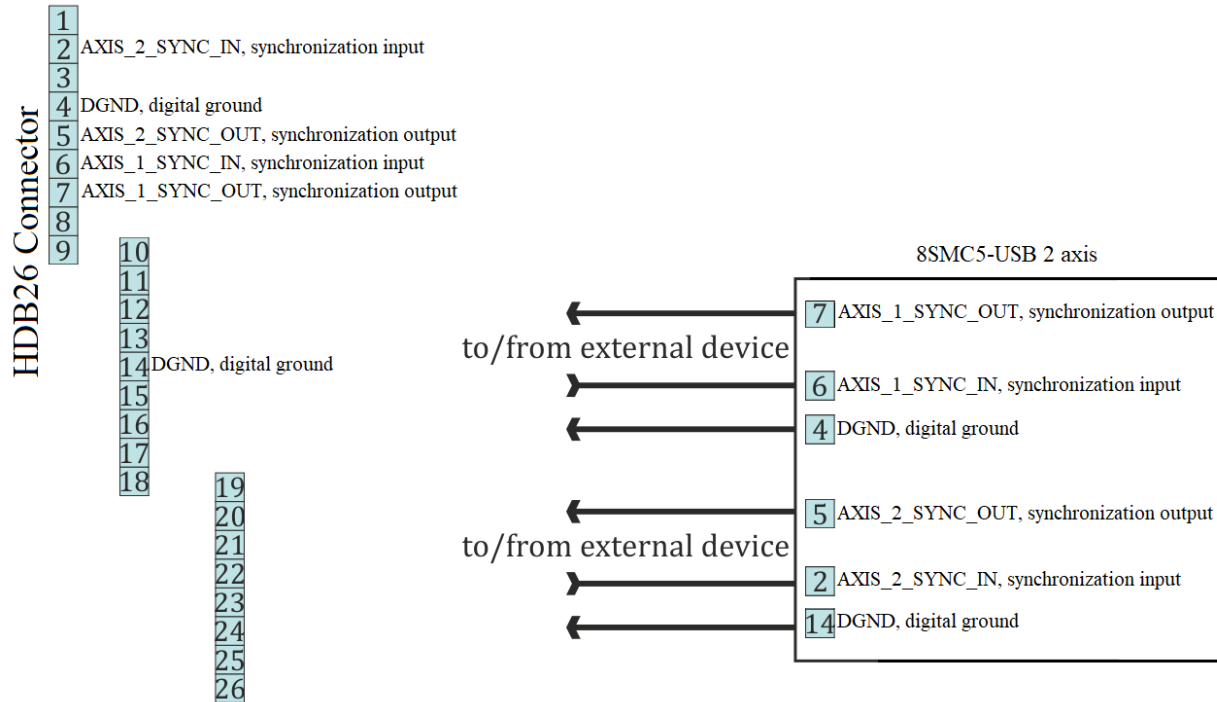 HDB26 Connector
1
2 AXIS_2_SYNC_IN, synchronization input
3
4 DGND, digital ground
5 AXIS_2_SYNC_OUT, synchronization output
6 AXIS_1_SYNC_IN, synchronization input
7 AXIS_1_SYNC_OUT, synchronization output
8
9
10
11
12
13
14 DGND, digital ground
15
16
17
18
19
20
21
22
23
24
25
26
8SMC5-USB 2 axis
7 AXIS_1_SYNC_OUT, synchronization output
to/from external device
6 AXIS_1_SYNC_IN, synchronization input
4 DGND, digital ground
5 AXIS_2_SYNC_OUT, synchronization output
to/from external device
2 AXIS_2_SYNC_IN, synchronization input
14 DGND, digital ground